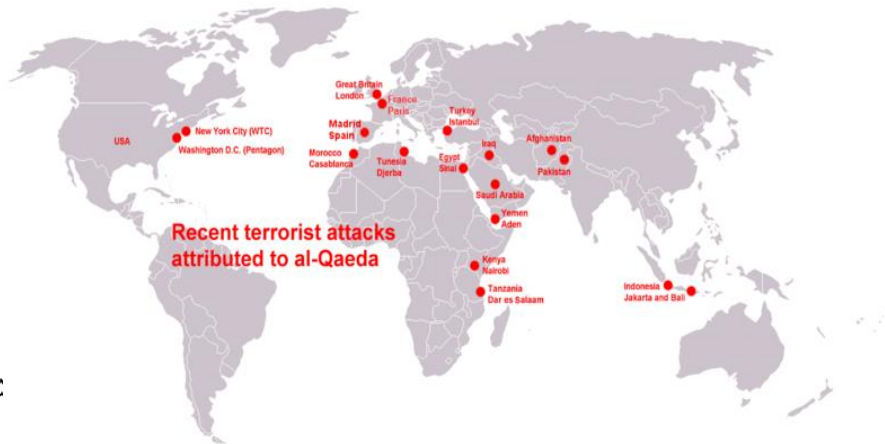 Great Britain
London
France
Paris
Turkey
Istanbul
Madrid
Spain
New York City (WTC)
USA
Washington D.C. (Pentagon)
Morocco
Casablanca
Tunesia
Djerba
Egypt
Sinai
Iraq
Afghanistan
Pakistan
Saudi Arabia
Yemen
Aden
Recent terrorist attacks
attributed to al-Qaeda
Kenya
Nairobi
Tanzania
Dar es Salaam
Indonesia
Jakarta and Bali